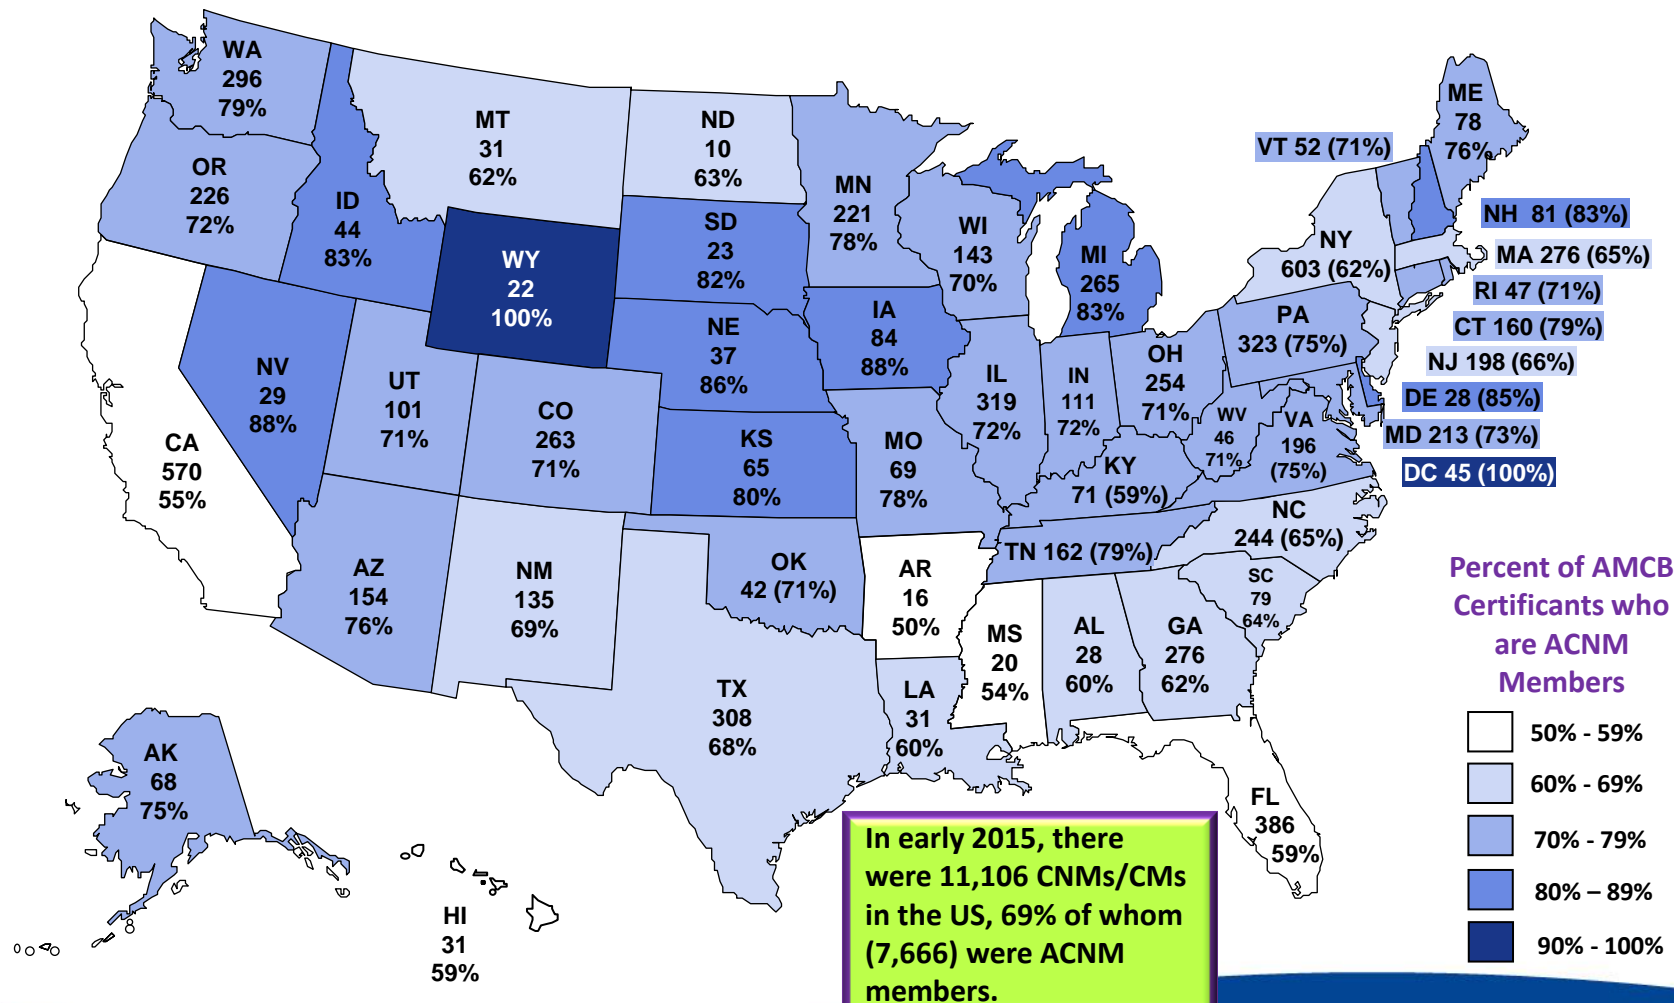 WA
296
79%
OR
226
72%
ID
44
83%
MT
31
62%
ND
10
63%
SD
23
82%
WY
22
100%
NE
37
86%
NV
29
88%
UT
101
71%
CO
263
71%
KS
65
80%
CA
570
55%
AZ
154
76%
NM
135
69%
OK
42 (71%)
TX
308
68%
MN
221
78%
WI
143
70%
MI
265
83%
IA
84
88%
IL
319
72%
IN
111
72%
OH
254
71%
MO
69
78%
KY
71 (59%)
WV
46
71%
VA
196
(75%)
PA
323 (75%)
NY
603 (62%)
ME
78
76%
VT 52 (71%)
NH 81 (83%)
MA 276 (65%)
RI 47 (71%)
CT 160 (79%)
NJ 198 (66%)
DE 28 (85%)
MD 213 (73%)
DC 45 (100%)
NC
244 (65%)
TN 162 (79%)
SC
79
64%
AR
16
50%
MS
20
54%
AL
28
60%
GA
276
62%
LA
31
60%
FL
386
59%
AK
68
75%
HI
31
59%
In early 2015, there
were 11,106 CNMs/CMs
in the US, 69% of whom
(7,666) were ACNM
members.
Percent of AMCB
Certificants who
are ACNM
Members
50% - 59%
60% - 69%
70% - 79%
80% – 89%
90% - 100%